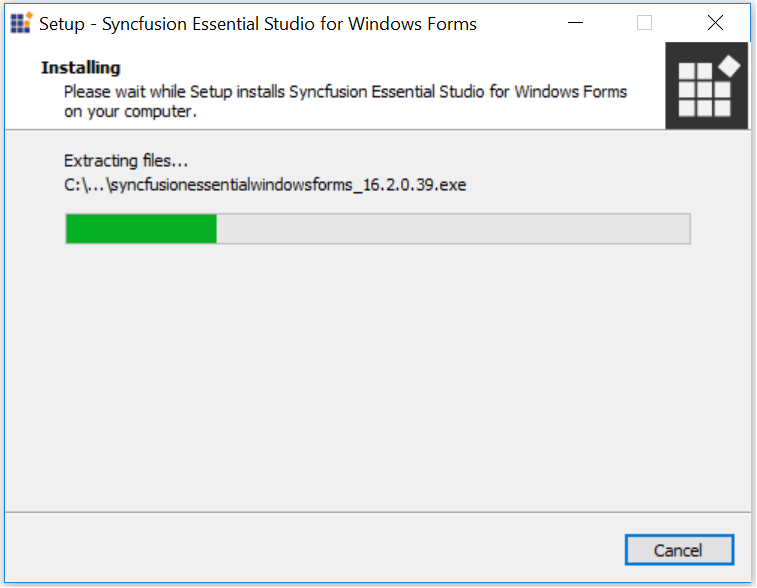 Setup - Syncfusion Essential Studio for Windows Forms
Installing
Please wait while Setup installs Syncfusion Essential Studio for Windows Forms
on your computer.
Extracting files...
C:\...\syncfusionessentialwindowsforms_16.2.0.39.exe
Cancel